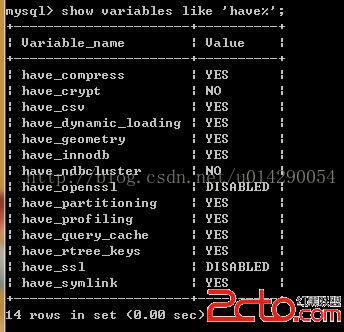 mysql> show variables like 'have%';
+--------------------+----------+
| Variable_name | Value |
+--------------------+----------+
| have_compress | YES |
| have_crypt | NO |
| have_csv | YES |
| have_dynamic_loading | YES |
| have_geometry | YES |
| have_innodb | YES |
| have_ndbcluster | NO |
http://blog.csdn.net/u014290054
| have_openssl | DISABLED |
| have_partitioning | YES |
| have_profiling | YES |
| have_query_cache | YES |
| have_rtree_keys | YES |
| have_ssl | DISABLED |
| have_symlink | YES |
+--------------------+----------+
14 rows in set (0.00 sec)
2cto.com